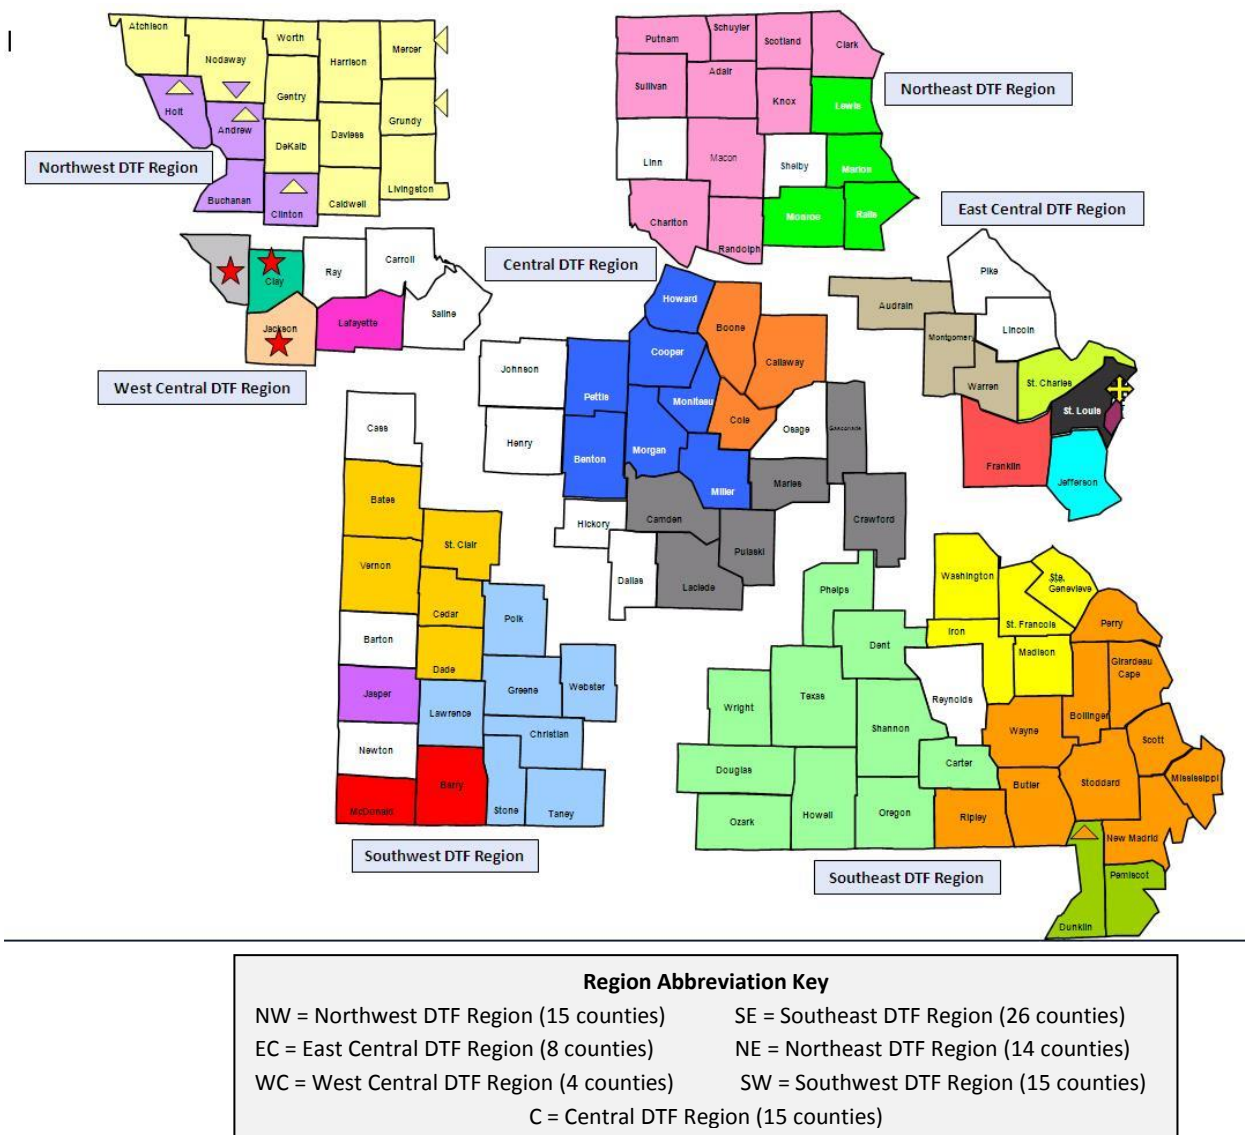 Atchison
Nodaway
Worth
Harrison
Mercer
Gentry
Holt
Andrew
DeKalb
Daviess
Grundy
Buchanan
Clinton
Caldwell
Livingston
Northwest DTF Region
Putnam
Schuyler
Scotland
Clark
Sullivan
Adair
Knox
Lewis
Linn
Macon
Shelby
Marion
Chariton
Randolph
Monroe
Ralls
Northeast DTF Region
Clay
Ray
Carroll
Jackson
Lafayette
Saline
West Central DTF Region
Central DTF Region
Howard
Boone
Cooper
Callaway
Johnson
Pettis
Moniteau
Cole
Osage
Gasconade
Henry
Benton
Morgan
Miller
Maries
Hickory
Camden
Pulaski
Crawford
Dallas
Laclede
East Central DTF Region
Pike
Audrain
Lincoln
Montgomery
Warren
St. Charles
St. Louis
Franklin
Jefferson
Cass
Bates
St. Clair
Vernon
Cedar
Polk
Barton
Dade
Greene
Webster
Jasper
Lawrence
Christian
Newton
Barry
McDonald
Stone
Taney
Southwest DTF Region
Phelps
Washington
Ste.
Genevieve
St. Francois
Iron
Perry
Dent
Madison
Girardeau
Cape
Wright
Texas
Reynolds
Bollinger
Shannon
Wayne
Scott
Douglas
Carter
Butler
Stoddard
Mississippi
Ozark
Howell
Oregon
Ripley
New Madrid
Pemiscot
Dunklin
Southeast DTF Region
Region Abbreviation Key
NW = Northwest DTF Region (15 counties) SE = Southeast DTF Region (26 counties)
EC = East Central DTF Region (8 counties) NE = Northeast DTF Region (14 counties)
WC = West Central DTF Region (4 counties) SW = Southwest DTF Region (15 counties)
C = Central DTF Region (15 counties)